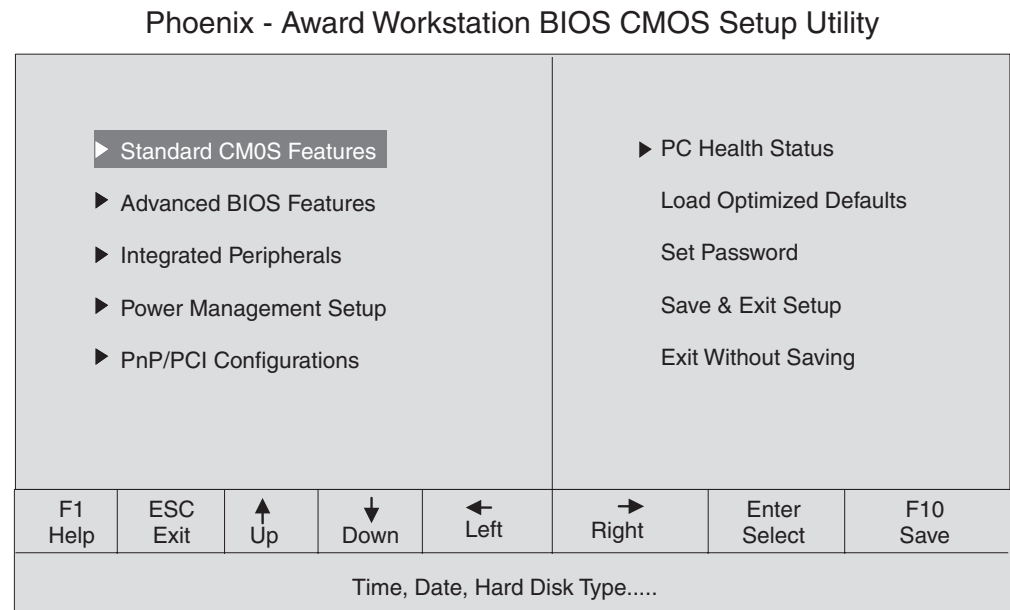 Phoenix - Award Workstation BIOS CMOS Setup Utility
Standard CM0S Features
Advanced BIOS Features
Integrated Peripherals
Power Management Setup
PnP/PCI Configurations
PC Health Status
Load Optimized Defaults
Set Password
Save & Exit Setup
Exit Without Saving
F1
Help
ESC
Exit
Up
Down
Left
Right
Enter
Select
F10
Save
Time, Date, Hard Disk Type.....